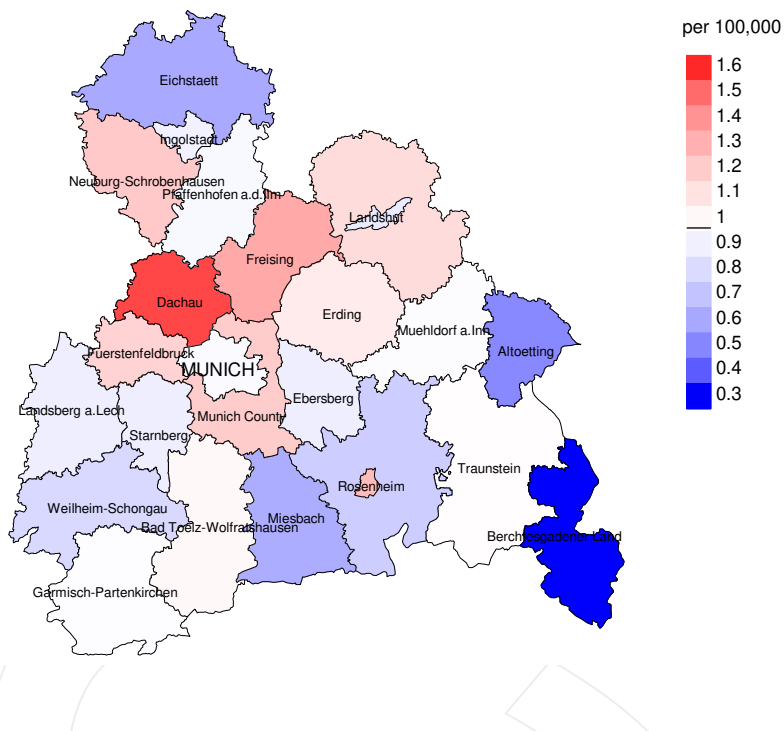 per 100,000
1.6
1.5
1.4
1.3
1.2
1.1
1
0.9
0.8
0.7
0.6
0.5
0.4
0.3
Eichstaett
Ingolstadt
Neuburg-Schrobenhausen
Pfaffenhofen a.d.Ilm
Landshut
Freising
Dachau
Erding
Muehldorf a.Inn
Altoetting
Fuerstenfeldbruck
MUNICH
Ebersberg
Landsberg a.Lech
Munich County
Starnberg
Traunstein
Rosenheim
Weilheim-Schongau
Miesbach
Bad Toelz-Wolfratshausen
Berchtesgadener Land
Garmisch-Partenkirchen